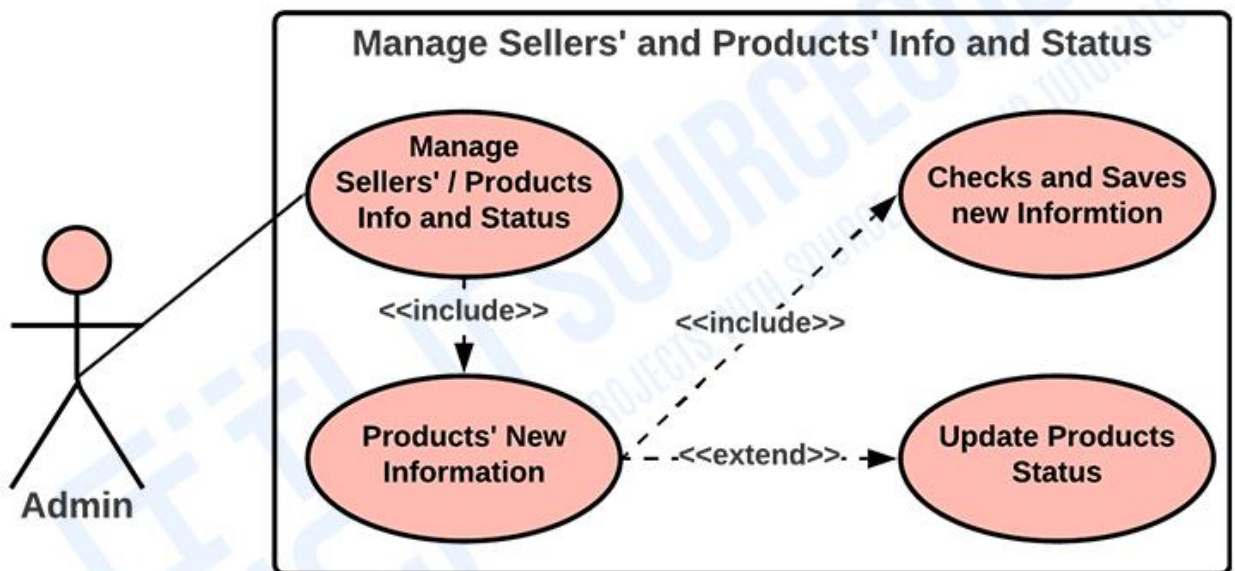 Manage Sellers' and Products' Info and Status
Manage
Sellers' / Products
Info and Status
Checks and Saves
new Informtion
<<include>>
<<include>>
Products' New
Information
<<extend>>
Update Products
Status
Admin